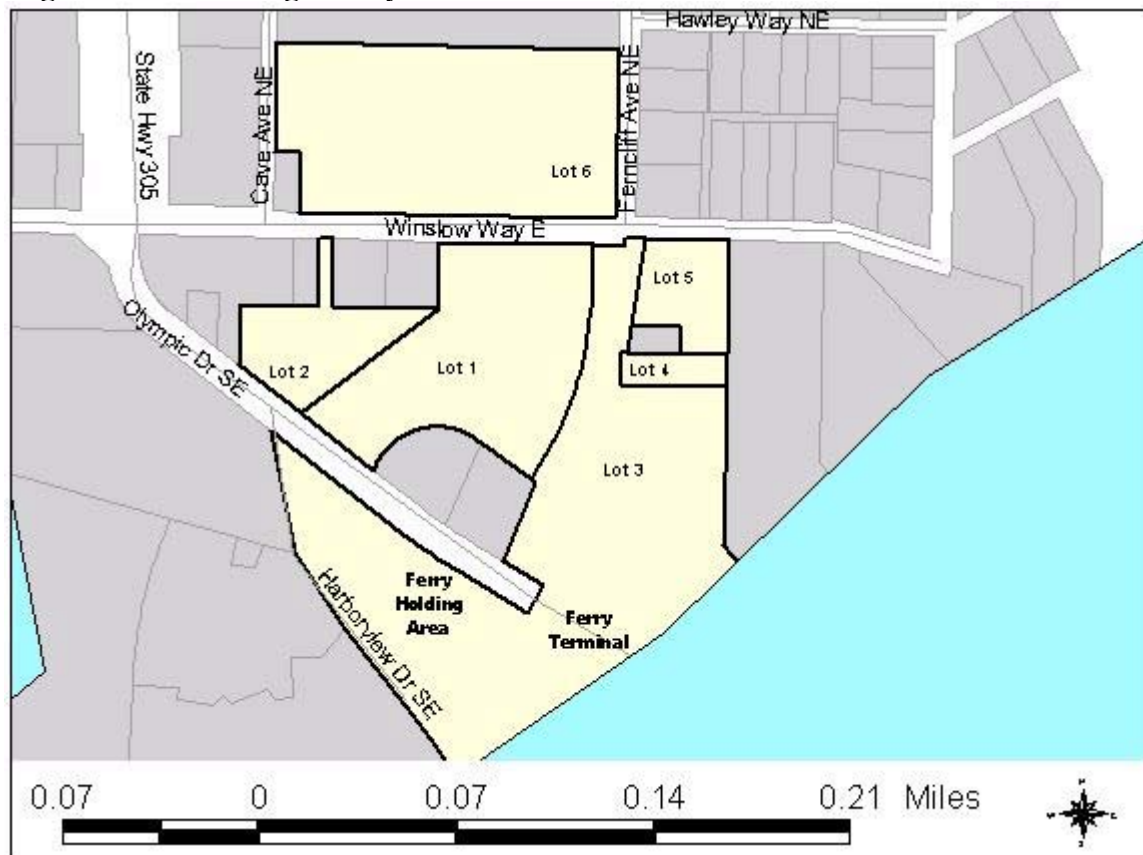 Hawley Way NE
State Hwy 305
Cave Ave NE
Ferncliff Ave NE
Lot 6
Winslow Way E
Lot 5
Olympic Dr SE
Lot 2
Lot 1
Lot 4
Lot 3
Harborview Dr SE
Ferry
Holding
Area
Ferry
Terminal
0.07 0 0.07 0.14 0.21 Miles